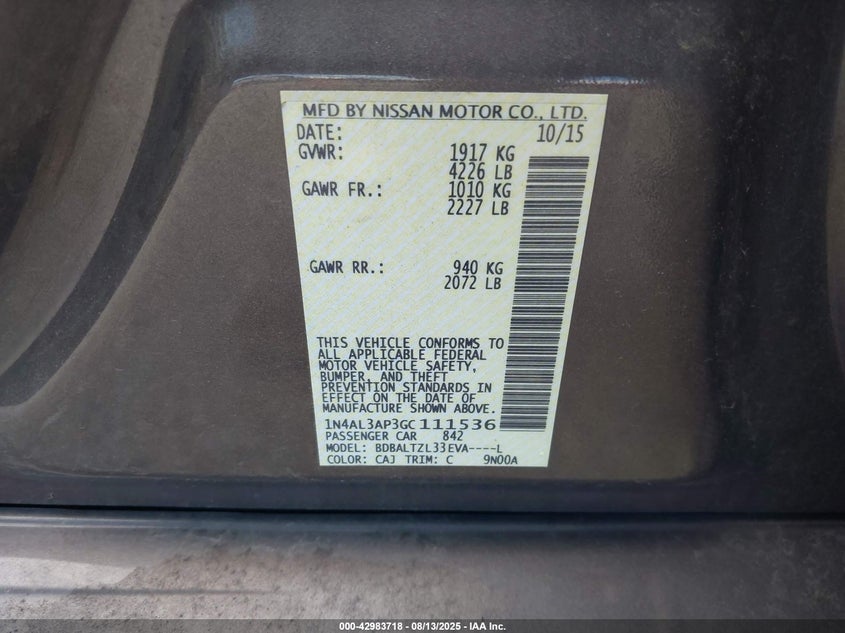 MFD BY NISSAN MOTOR CO., LTD.
DATE: 10/15
GVWR: 1917 KG
4226 LB
GAWR FR.: 1010 KG
2227 LB
GAWR RR.: 940 KG
2072 LB
THIS VEHICLE CONFORMS TO
ALL APPLICABLE FEDERAL
MOTOR VEHICLE SAFETY,
BUMPER, AND THEFT
PREVENTION STANDARDS IN
EFFECT ON THE DATE OF
MANUFACTURE SHOWN ABOVE.
1N4AL3AP3GC111536
PASSENGER CAR 842
MODEL: BDBALTZL33EVA----L
COLOR: CAJ TRIM: C 9N00A
000-42983718 - 08/13/2025 - IAA Inc.